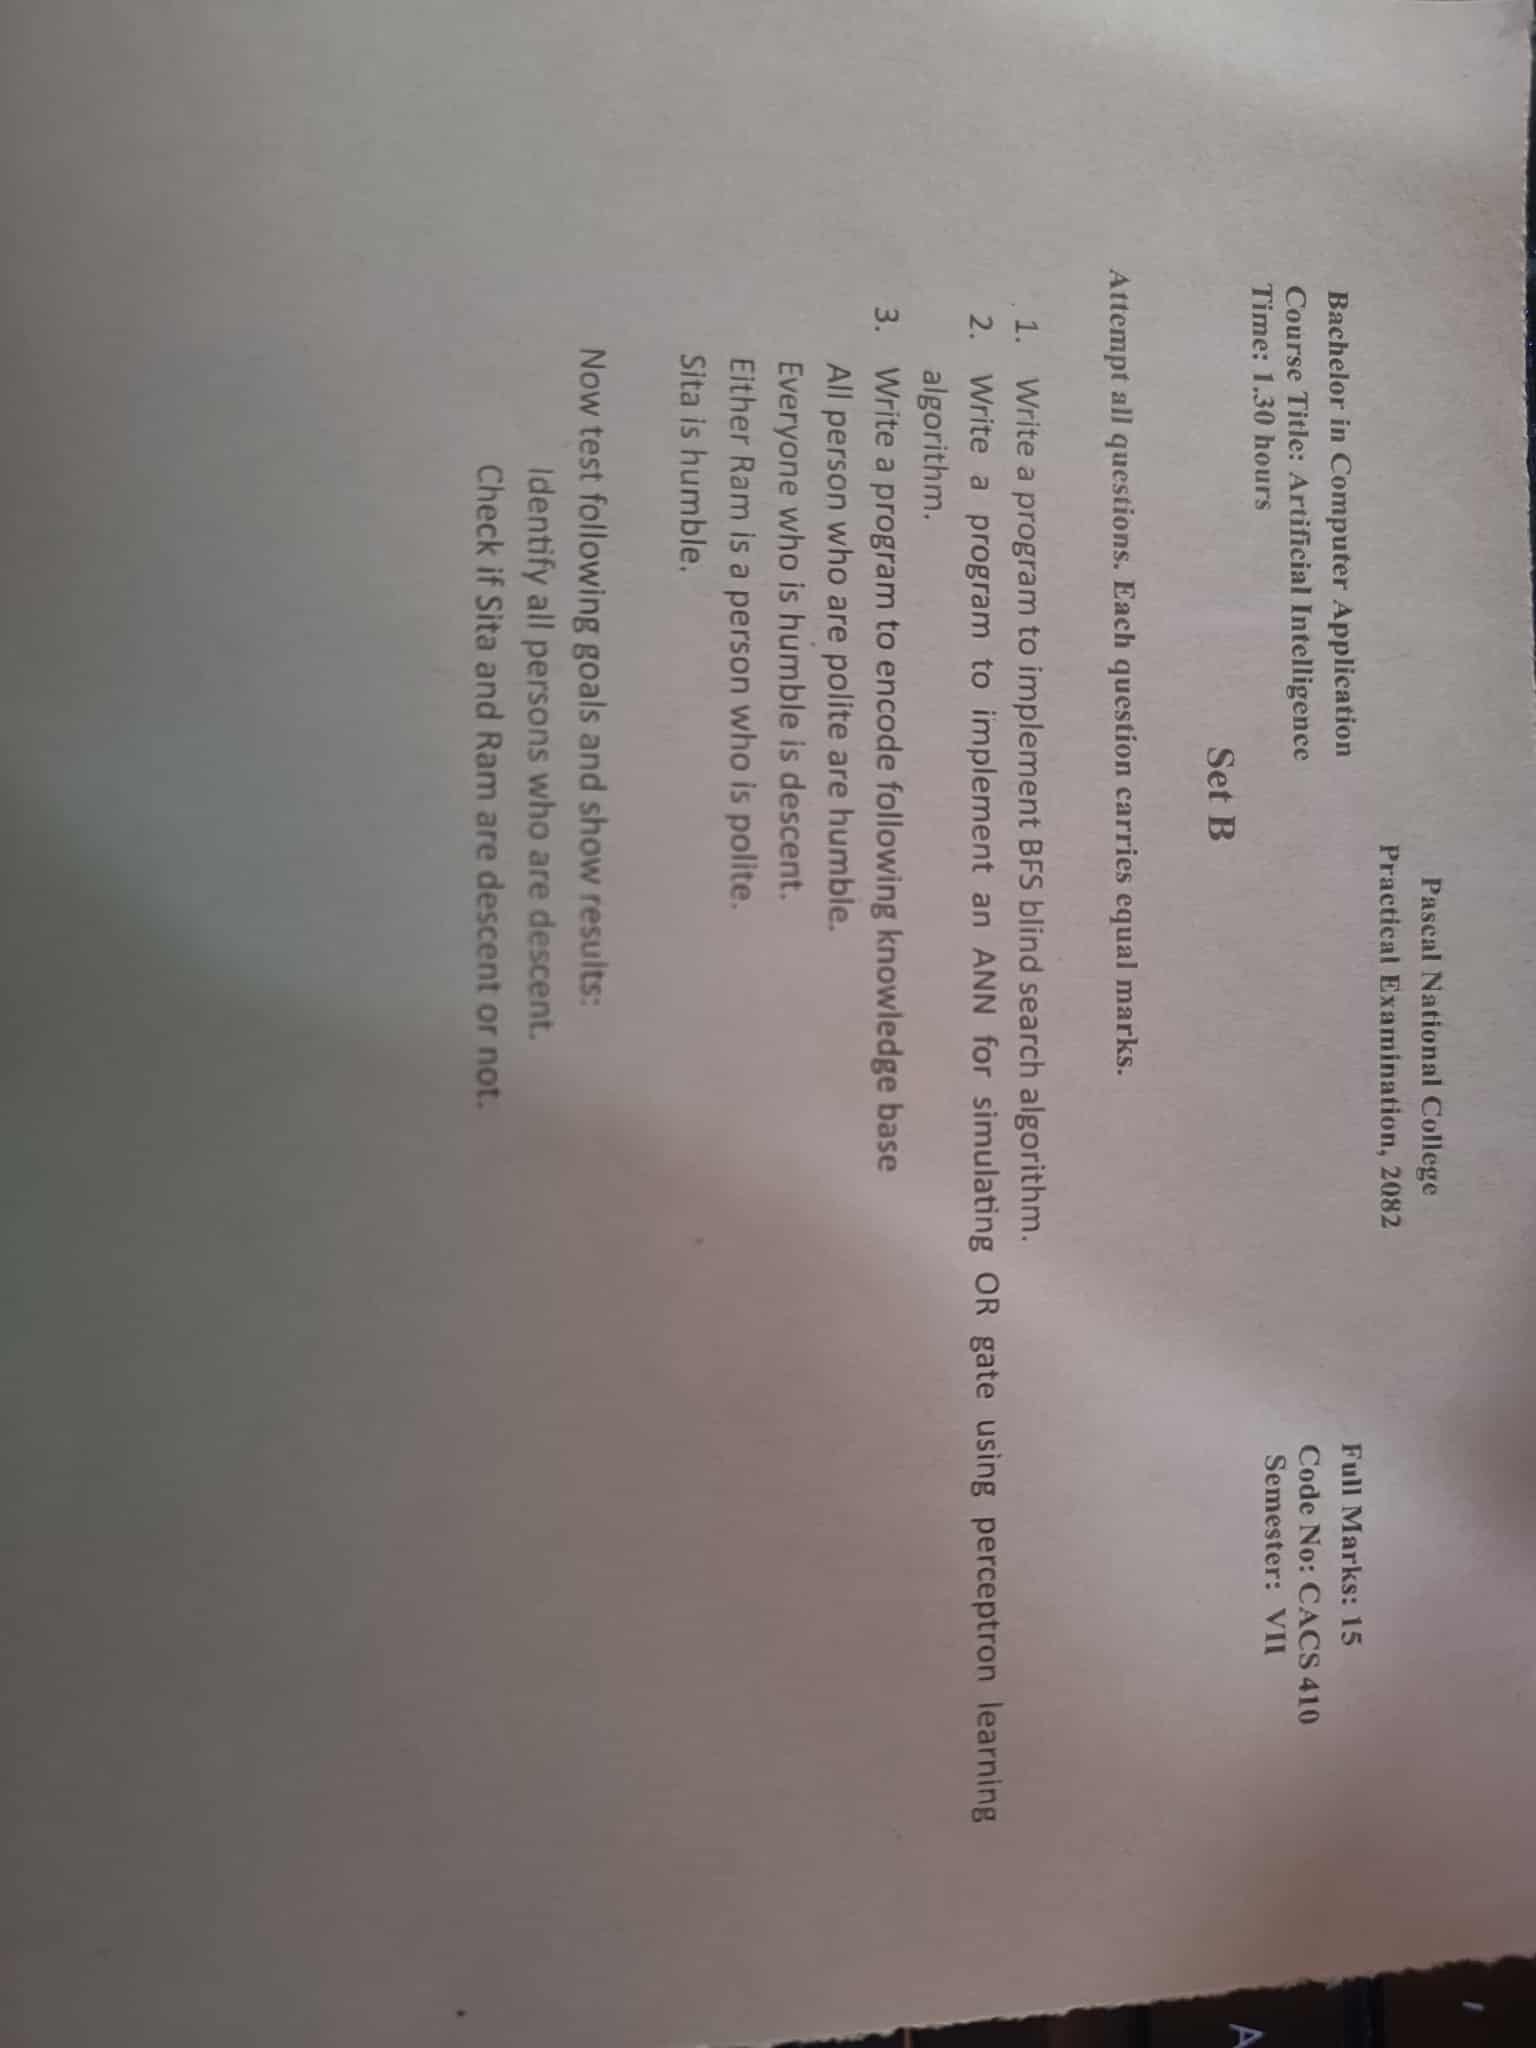 Pascal National College
Practical Examination, 2082
Bachelor in Computer Application
Full Marks: 15
Course Title: Artificial Intelligence
Code No: CACS 410
Time: 1.30 hours
Semester: VII
Set B
Attempt all questions. Each question carries equal marks.
1. Write a program to implement BFS blind search algorithm.
2. Write a program to implement an ANN for simulating OR gate using perceptron learning
algorithm.
3. Write a program to encode following knowledge base
All person who are polite are humble.
Everyone who is humble is descent.
Either Ram is a person who is polite.
Sita is humble.
Now test following goals and show results:
Identify all persons who are descent.
Check if Sita and Ram are descent or not.
A